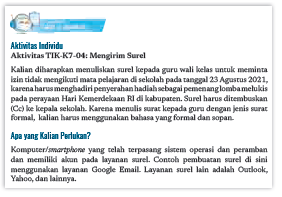 Aktivitas Individu
Aktivitas TIK-K7-04: Mengirim Surel
Kalian diharapkan menuliskan surel kepada guru wali kelas untuk meminta
izin tidak mengikuti mata pelajaran di sekolah pada tanggal 23 Agustus 2021,
karena harus menghadiri penyerahan hadiah sebagai pemenang lomba melukis
pada perayaan Hari Kemerdekaan RI di kabupaten. Surel harus ditembuskan
(Cc) ke kepala sekolah. Karena menulis surat kepada guru dengan jenis surat
formal, kalian harus menggunakan bahasa yang formal dan sopan.
Apa yang Kalian Perlukan?
Komputer/smartphone yang telah terpasang sistem operasi dan peramban
dan memiliki akun pada layanan surel. Contoh pembuatan surel di sini
menggunakan layanan Google Email. Layanan surel lain adalah Outlook,
Yahoo, dan lainnya.